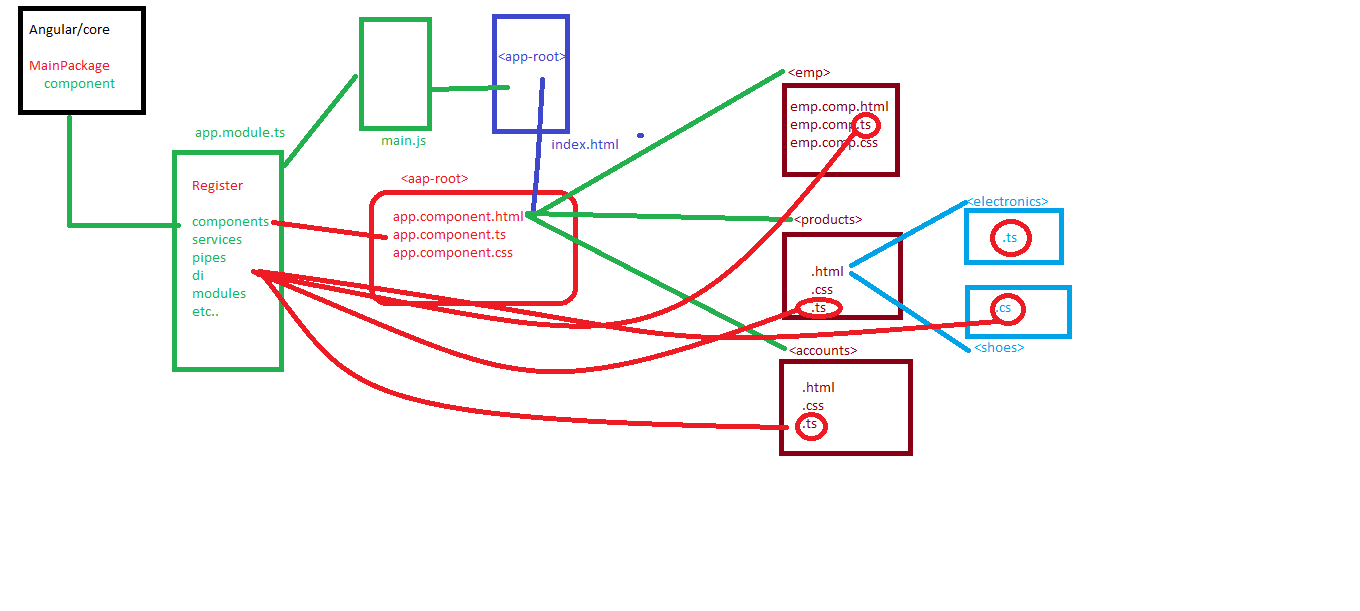 Angular/core
MainPackage
component
app.module.ts
Register
components
services
pipes
di
modules
etc..
main.js
<app-root>
index.html
<aap-root>
app.component.html
app.component.ts
app.component.css
<emp>
emp.comp.html
emp.comp.ts
emp.comp.css
<products>
.html
.css
.ts
<accounts>
.html
.css
.ts
<electronics>
.ts
.cs
<shoes>